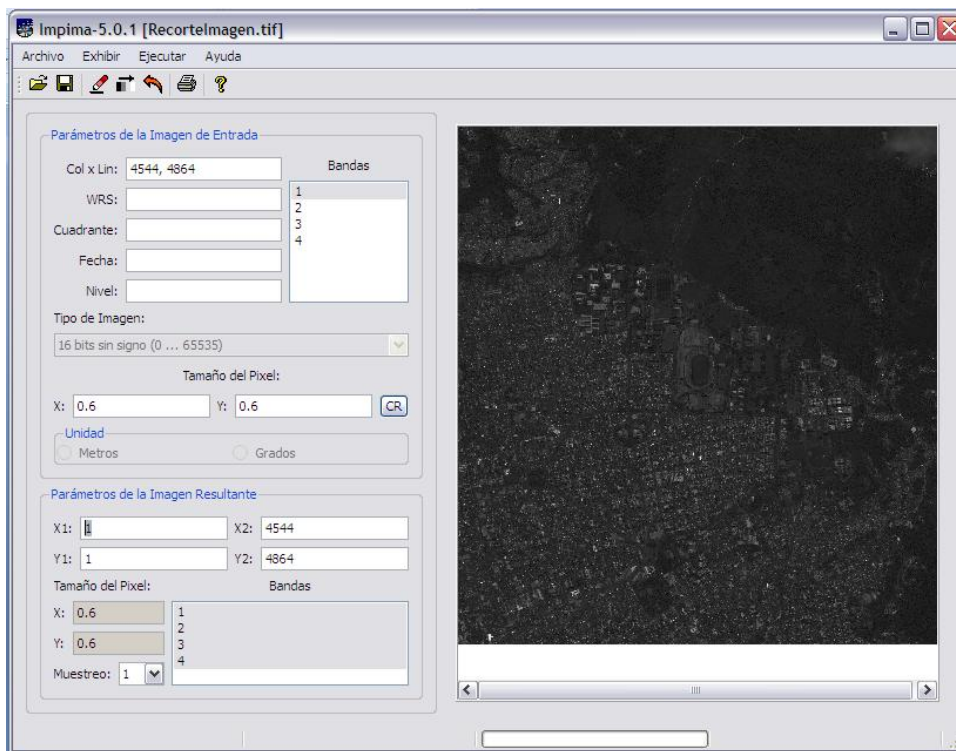 Impima-5.0.1 [RecorteImagen.tif]
Archivo Exhibir Ejecutar Ayuda
Parámetros de la Imagen de Entrada
Col x Lin: 4544, 4864
WRS:
Cuadrante:
Fecha:
Nivel:
Bandas
1
2
3
4
Tipo de Imagen:
16 bits sin signo (0 ... 65535)
Tamaño del Pixel:
X: 0.6 Y: 0.6 CR
Unidad
Metros Grados
Parámetros de la Imagen Resultante
X1: 1 X2: 4544
Y1: 1 Y2: 4864
Tamaño del Pixel: Bandas
X: 0.6
Y: 0.6
Muestreo: 1
1
2
3
4